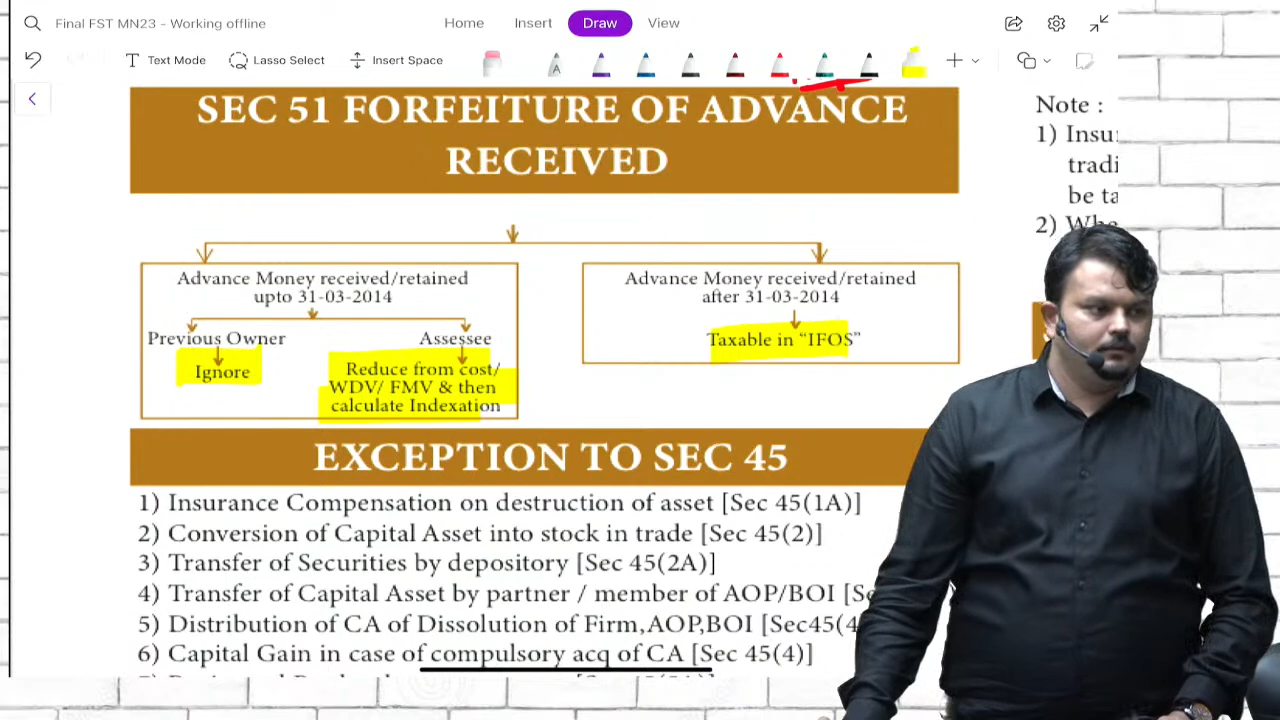 Final FST MN23 - Working offline
Home Insert Draw View
Text Mode Lasso Select Insert Space
SEC 51 FORFEITURE OF ADVANCE
RECEIVED
Advance Money received/retained
upto 31-03-2014
Previous Owner Assessee
Ignore
Reduce from cost/
WDV/ FMV & then
calculate Indexation
Advance Money received/retained
after 31-03-2014
Taxable in “IFOS”
EXCEPTION TO SEC 45
1) Insurance Compensation on destruction of asset [Sec 45(1A)]
2) Conversion of Capital Asset into stock in trade [Sec 45(2)]
3) Transfer of Securities by depository [Sec 45(2A)]
4) Transfer of Capital Asset by partner / member of AOP/BOI
5) Distribution of CA of Dissolution of Firm,AOP,BOI [Sec45(4
6) Capital Gain in case of compulsory acq of CA [Sec 45(4)]
Note :
1)
be
2)